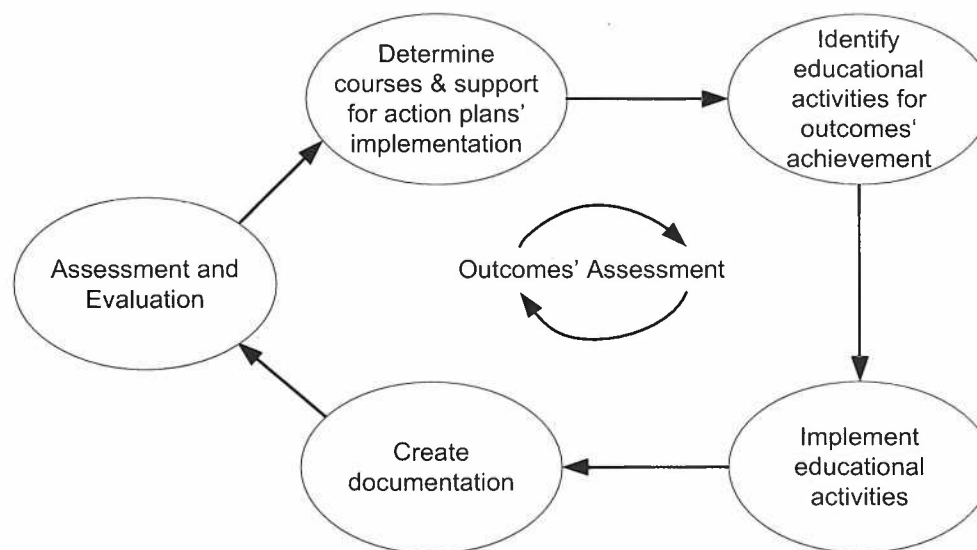 Determine
courses & support
for action plans’
implementation
Identify
educational
activities for
outcomes‘
achievement
Assessment and
Evaluation
Outcomes’ Assessment
Create
documentation
Implement
educational
activities